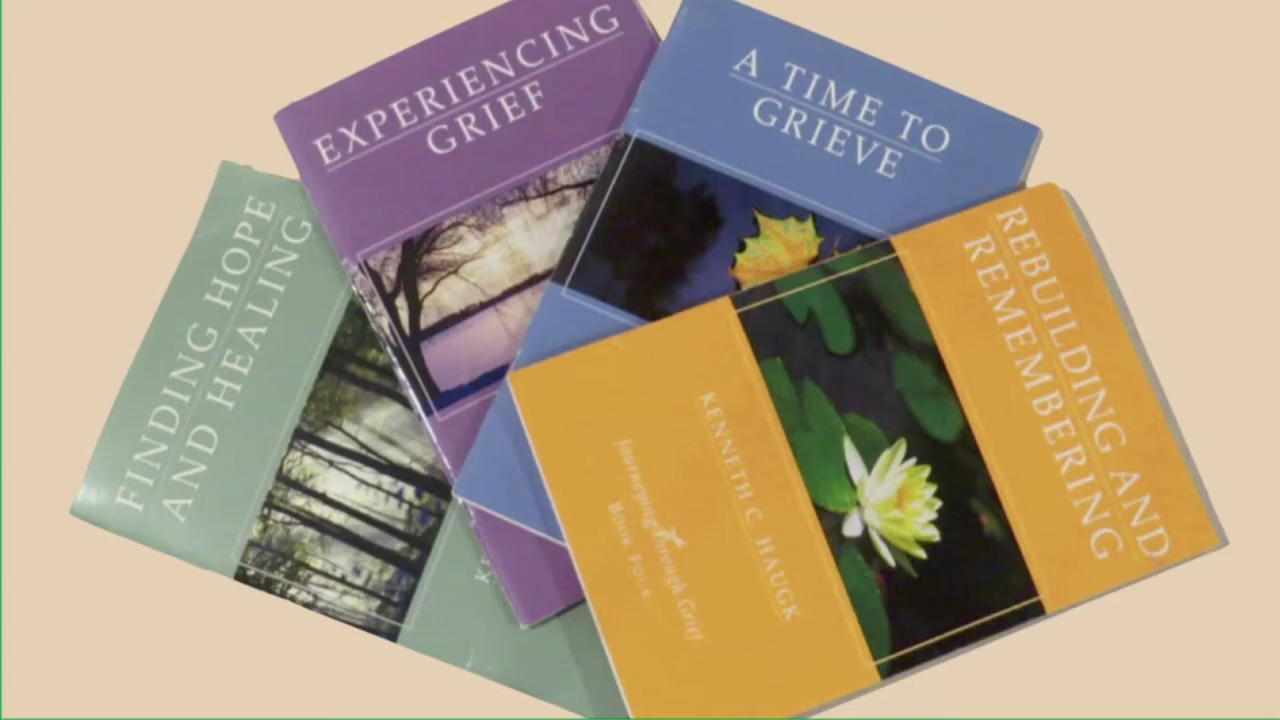 EXPERIENCING
GRIEF
A TIME TO
GRIEVE
FINDING HOPE
AND HEALING
REBUILDING AND
REMEMBERING
KENNETH C. HAUGK
Journeying through Grief
BOOK FOUR